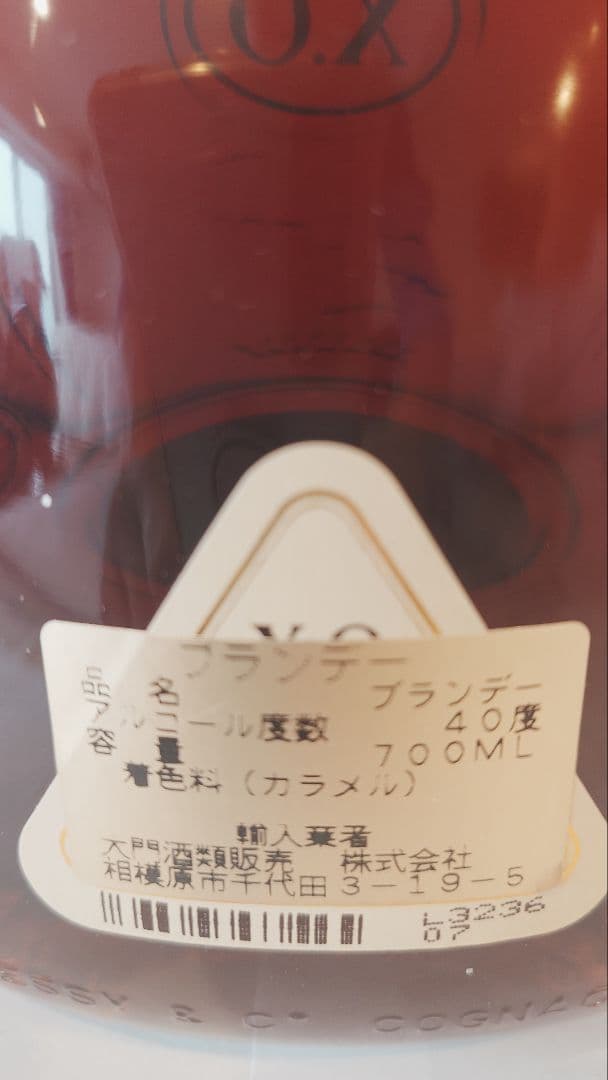 X.O
X.O
ブランデー
品名 ブランデー
アルコール度数 40度
容量 700ML
着色料（カラメル）
輸入業者
大門酒類販売 株式会社
相模原市千代田3-19-5
L3236
07
ESSY & C° COGNAC